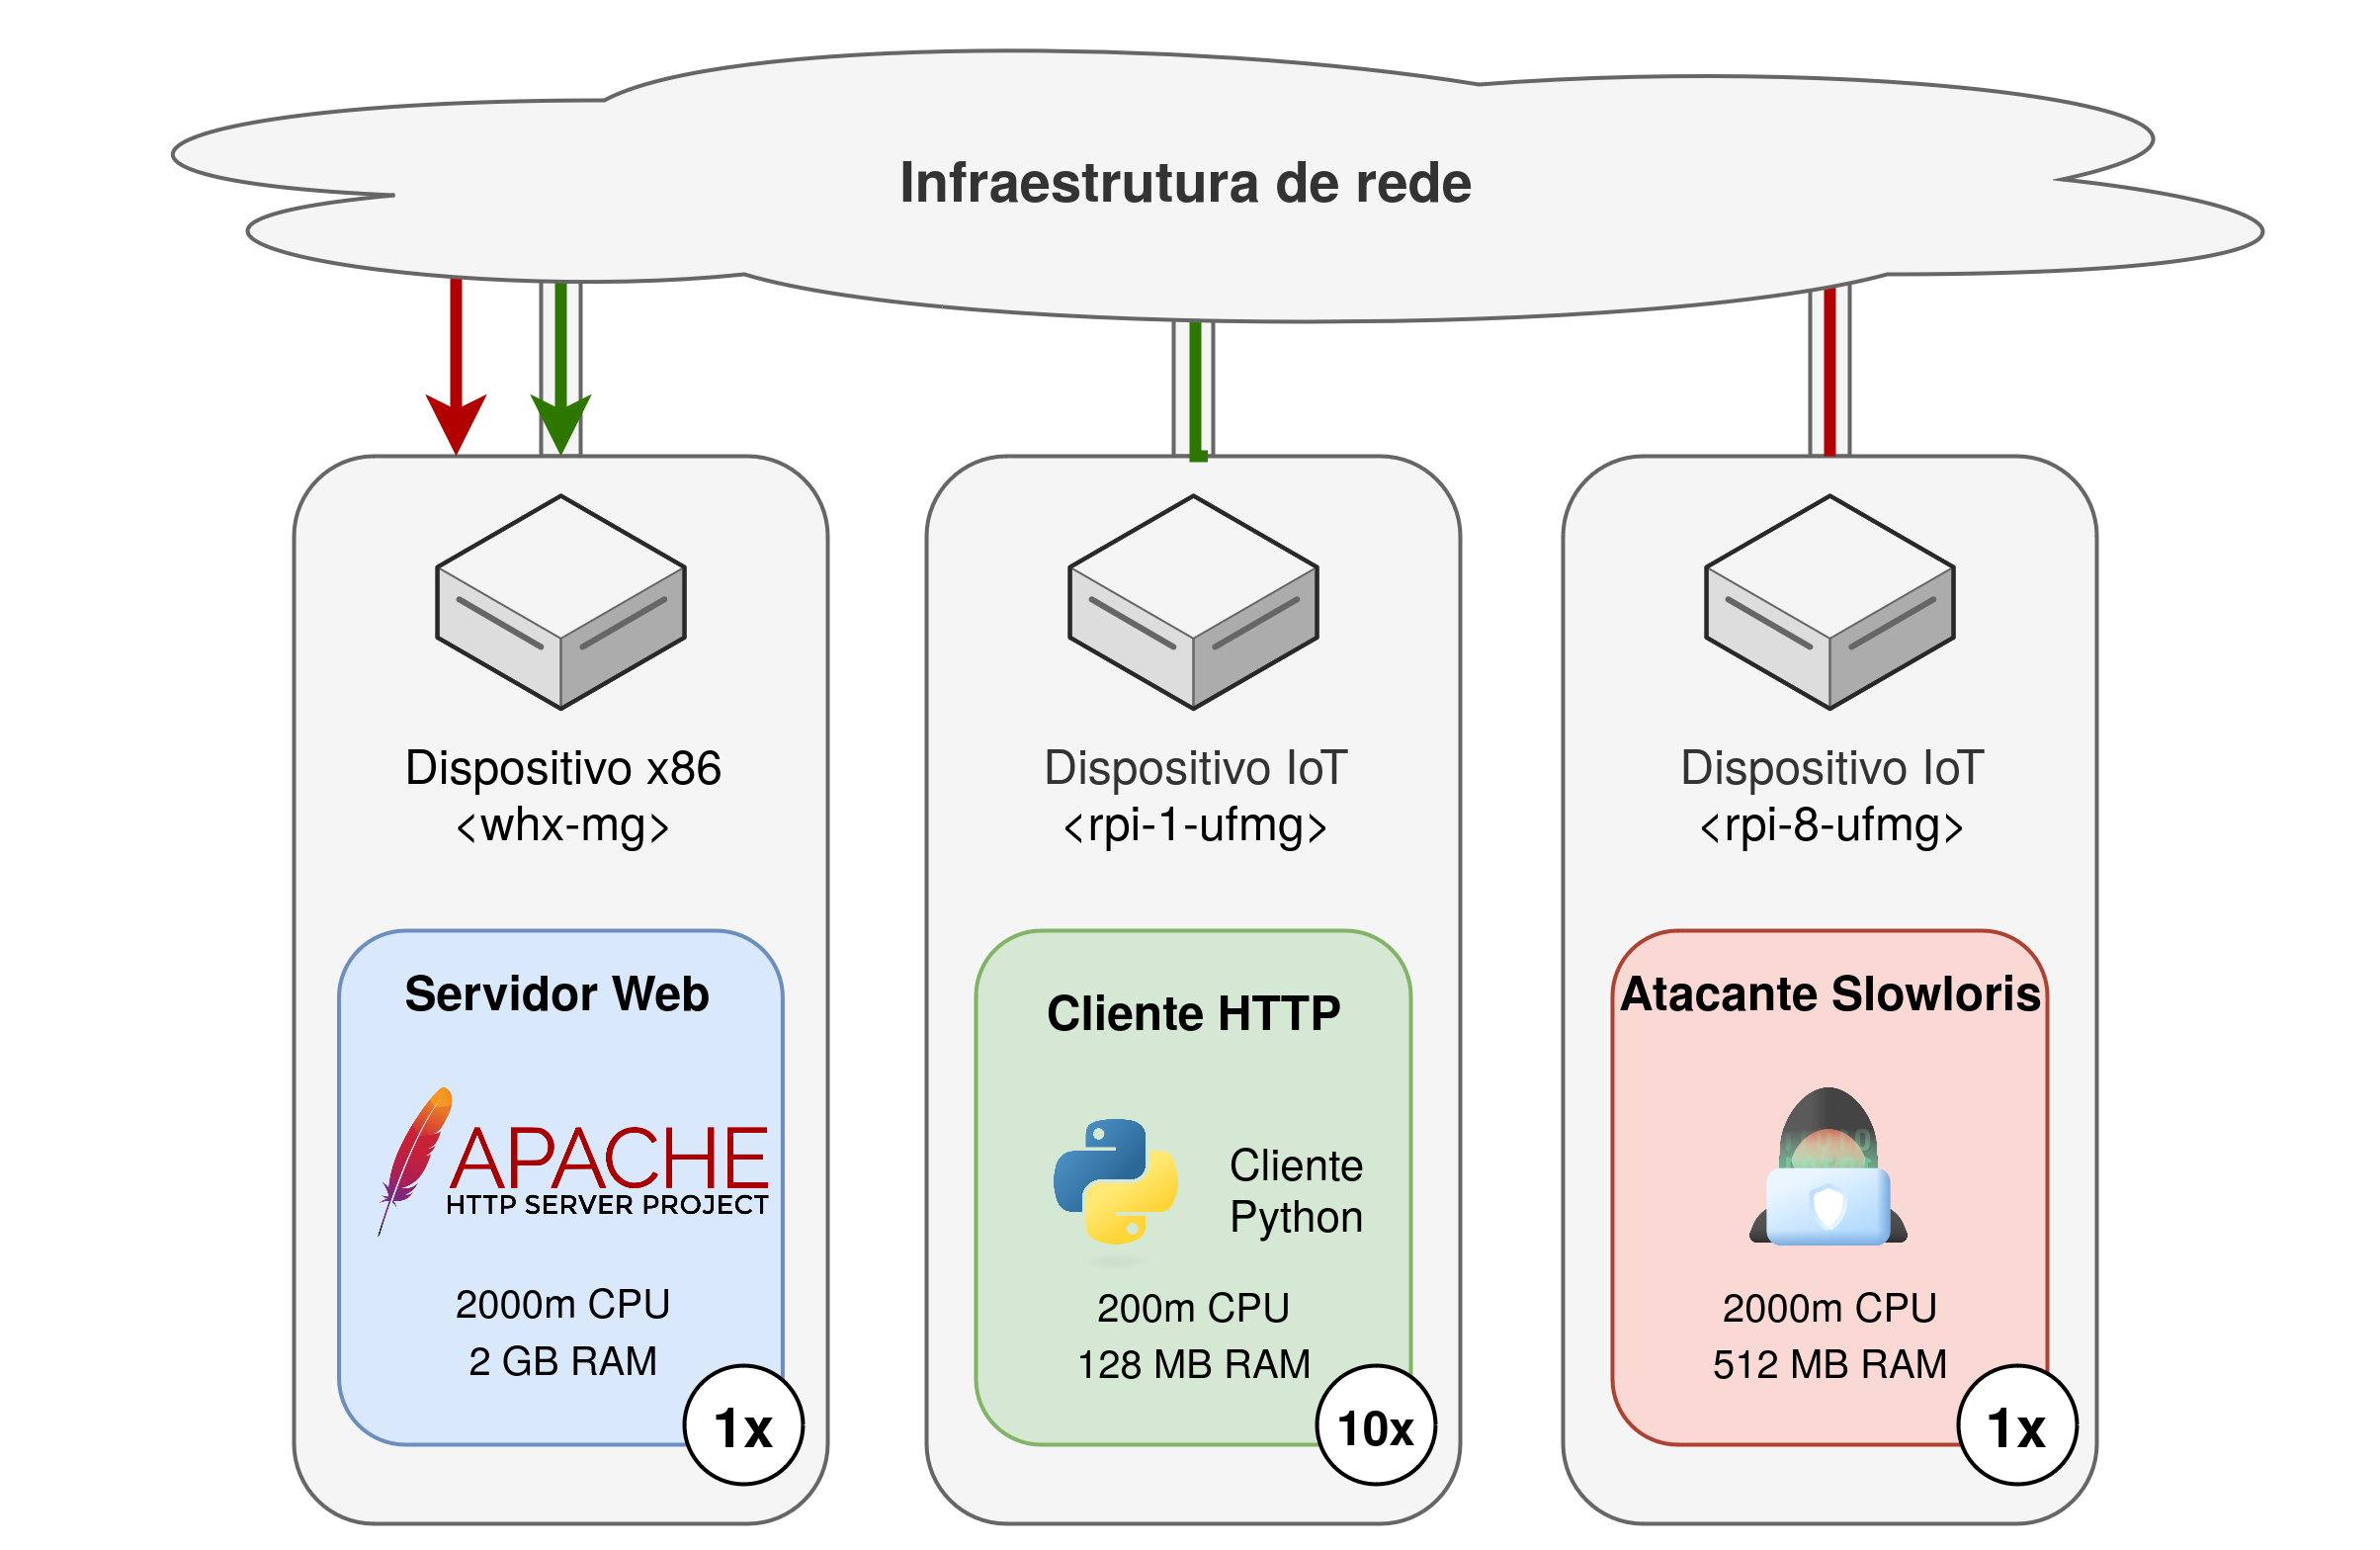 Infraestrutura de rede
Dispositivo x86
<whx-mg>
Servidor Web
APACHE
HTTP SERVER PROJECT
2000m CPU
2 GB RAM
1x
Dispositivo IoT
<rpi-1-ufmg>
Cliente HTTP
Cliente
Python
200m CPU
128 MB RAM
10x
Dispositivo IoT
<rpi-8-ufmg>
Atacante Slowloris
2000m CPU
512 MB RAM
1x